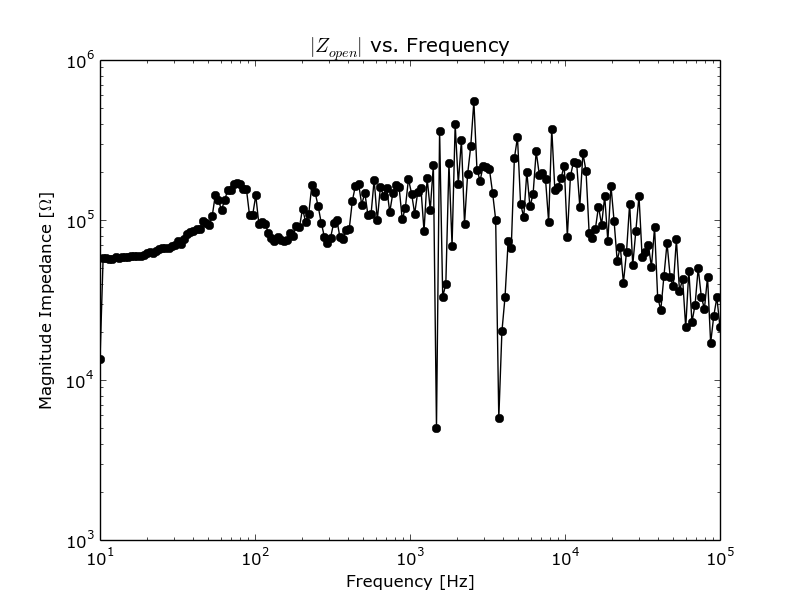 |Z_open| vs. Frequency
10^6
10^5
10^4
10^3
Magnitude Impedance [Ω]
10^1 10^2 10^3 10^4 10^5
Frequency [Hz]